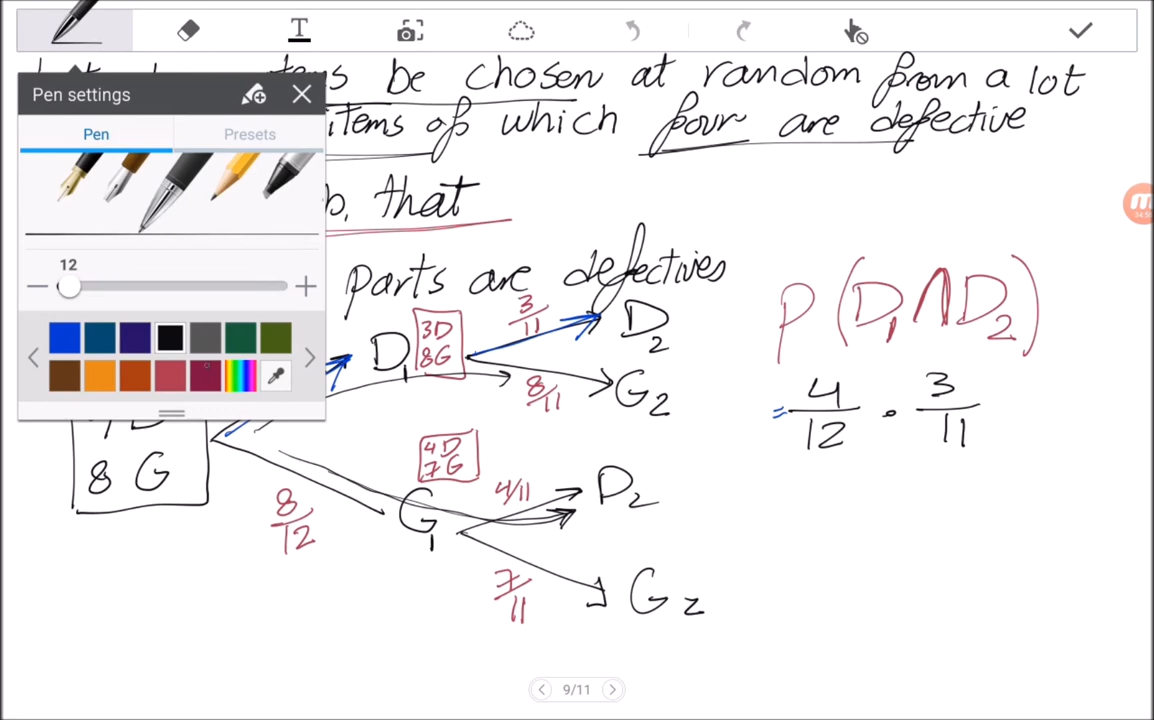 T
Pen settings
Pen Presets
12
be chosen at random from a lot
items of which four are defective
that
parts are defectives
D1 3D 8G 3/11 D2
8/11 G2
P(D1 ∩ D2)
= 4/12 · 3/11
8 G
8/12 G1 4D 7G 4/11 D2
7/11 G2
9/11